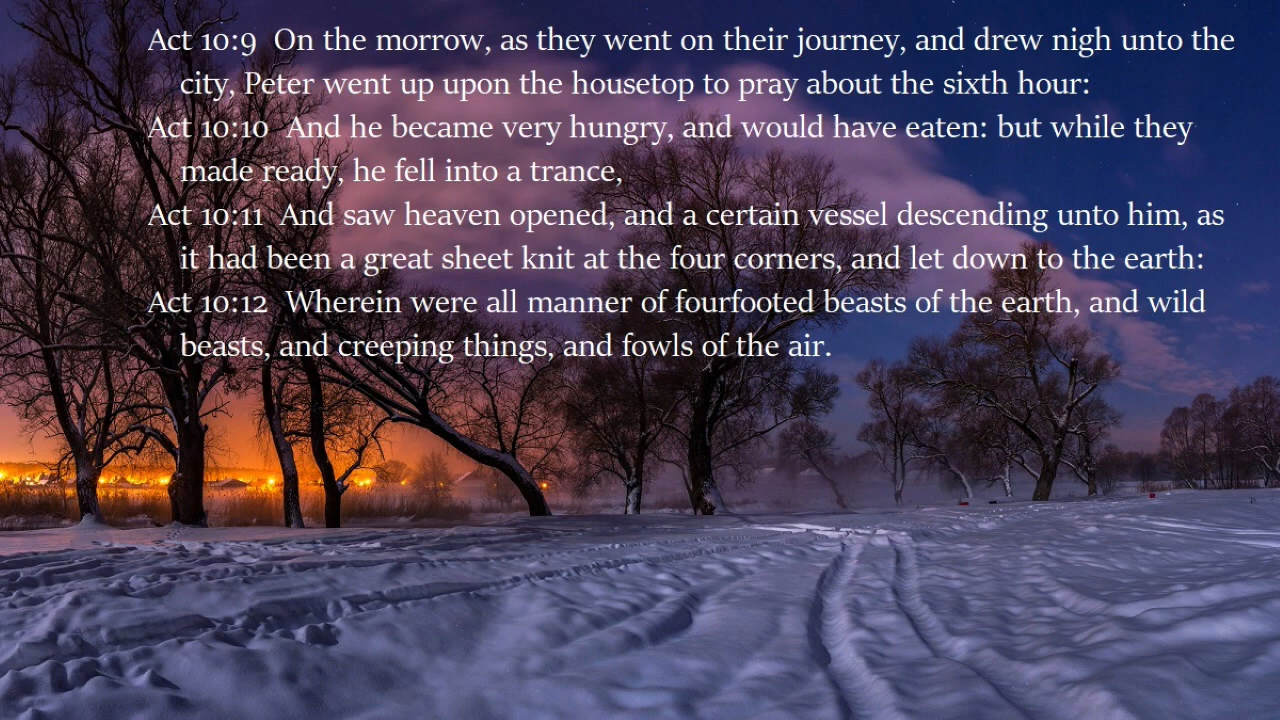 Act 10:9 On the morrow, as they went on their journey, and drew nigh unto the
city, Peter went up upon the housetop to pray about the sixth hour:
Act 10:10 And he became very hungry, and would have eaten: but while they
made ready, he fell into a trance,
Act 10:11 And saw heaven opened, and a certain vessel descending unto him, as
it had been a great sheet knit at the four corners, and let down to the earth:
Act 10:12 Wherein were all manner of fourfooted beasts of the earth, and wild
beasts, and creeping things, and fowls of the air.